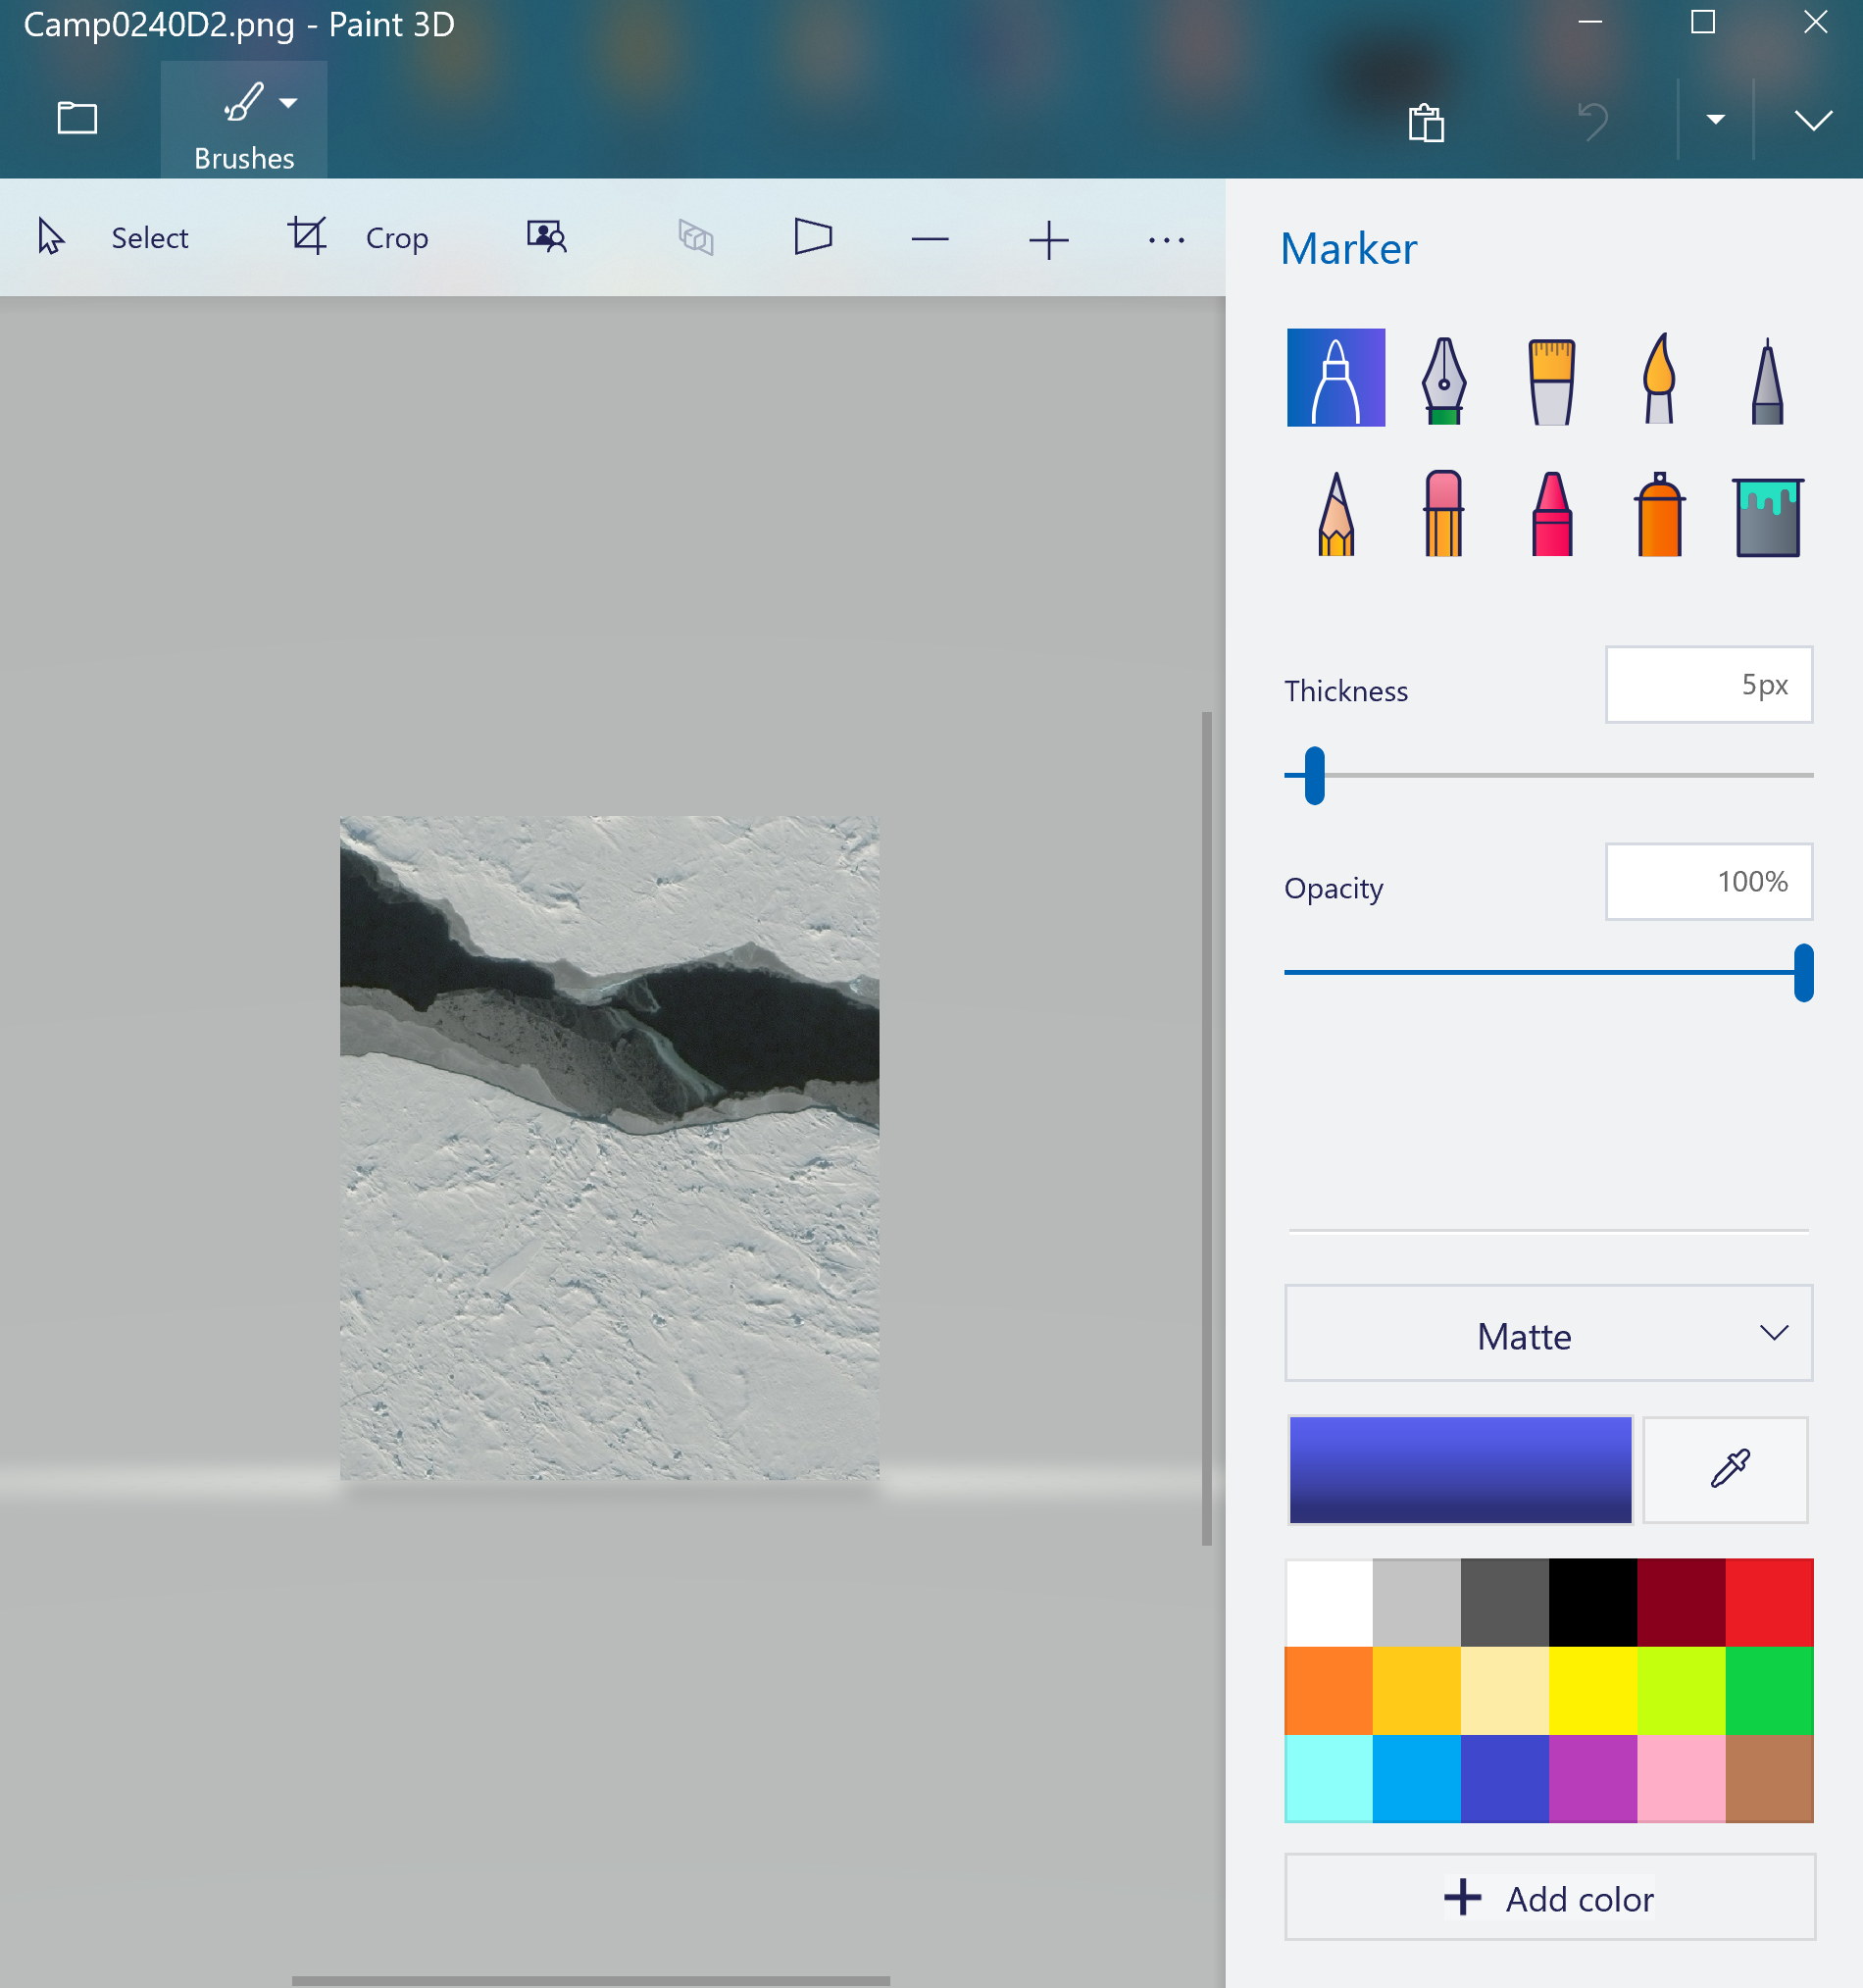 Camp0240D2.png - Paint 3D
Brushes
Select
Crop
Marker
Thickness
5px
Opacity
100%
Matte
Add color